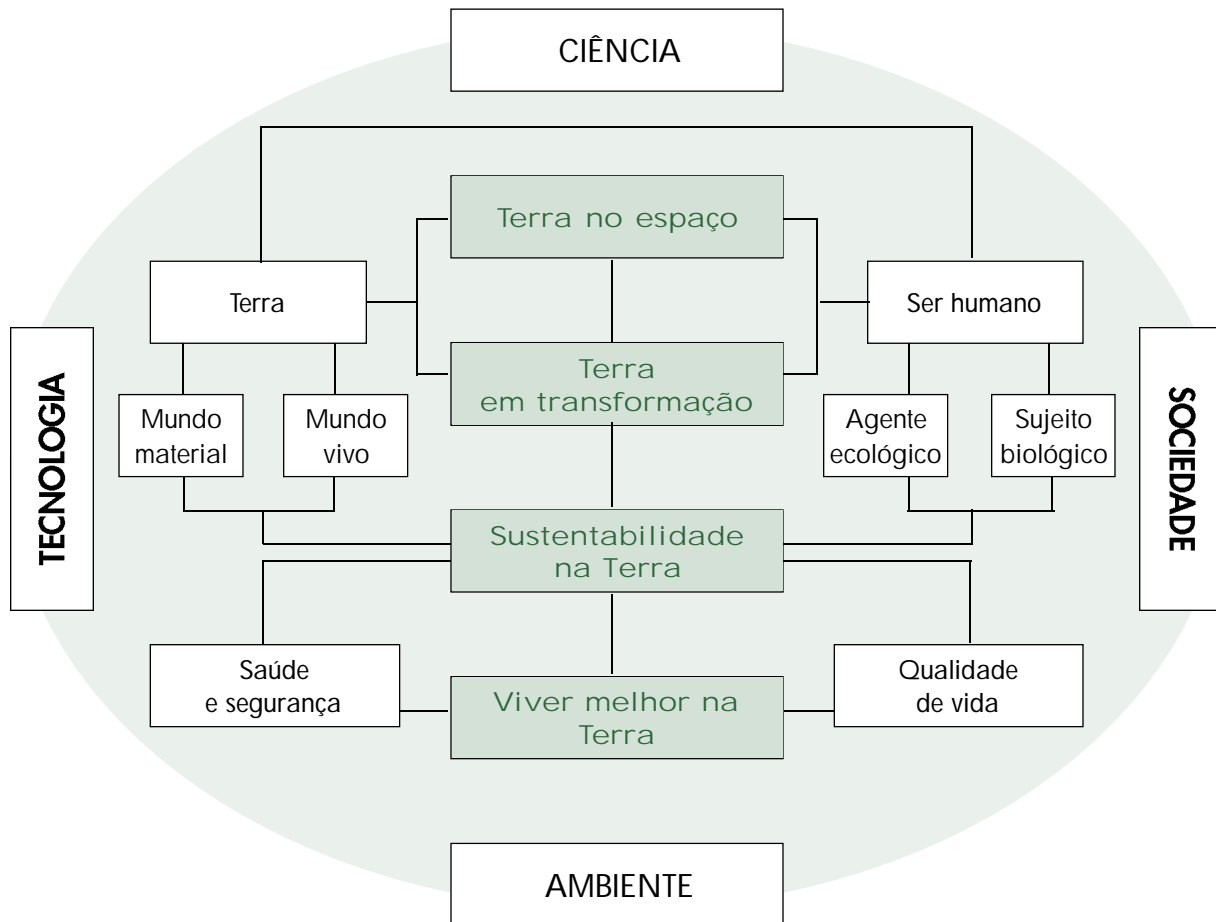 CIÊNCIA
Terra no espaço
Terra
Ser humano
Terra
em transformação
TECNOLOGIA
SOCIEDADE
Mundo
material
Mundo
vivo
Agente
ecológico
Sujeito
biológico
Sustentabilidade
na Terra
Saúde
e segurança
Viver melhor na
Terra
Qualidade
de vida
AMBIENTE